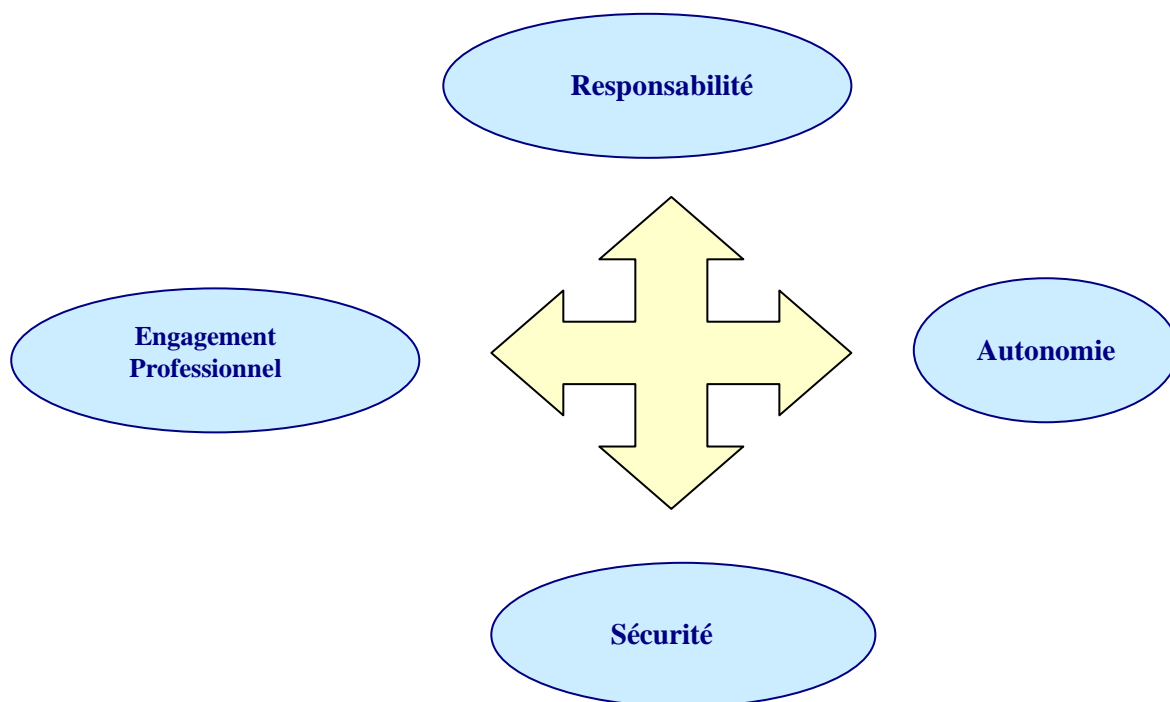 Responsabilité
Engagement
Professionnel
Autonomie
Sécurité